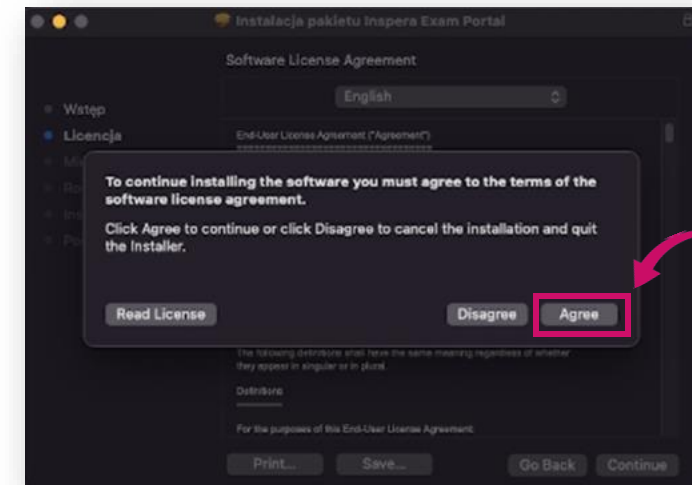 Instalacja pakietu Inspera Exam Portal
Software License Agreement
English
Wstęp
Licencja
End-User License Agreement ("Agreement")
To continue installing the software you must agree to the terms of the
software license agreement.
Click Agree to continue or click Disagree to cancel the installation and quit
the Installer.
Read License
Disagree
Agree
The following definitions shall have the same meaning regardless of whether
they appear in singular or in plural.
Definitions
For the purposes of this End-User License Agreement:
Print...
Save...
Go Back
Continue